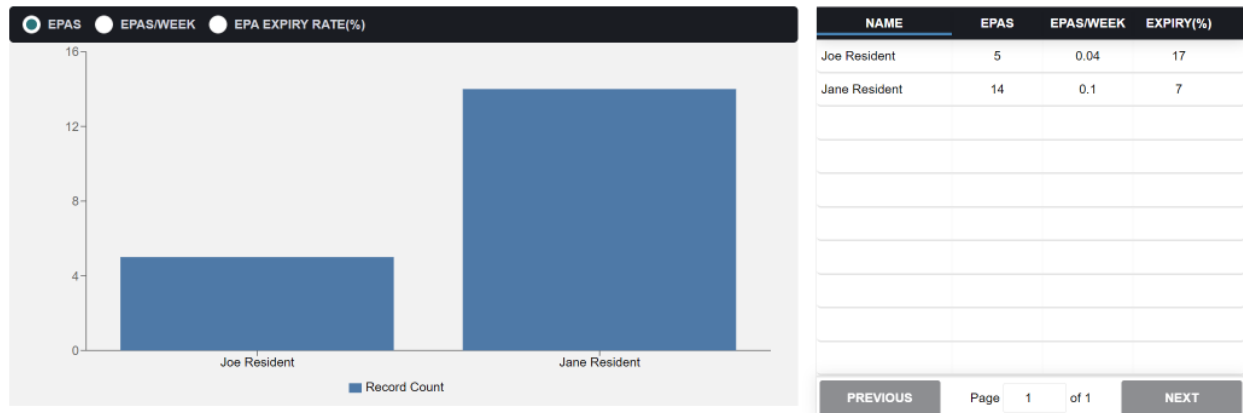 EPAS EPAS/WEEK EPA EXPIRY RATE(%)
16
12
8
4
0
Joe Resident Jane Resident
Record Count
NAME EPAS EPAS/WEEK EXPIRY(%)
Joe Resident 5 0.04 17
Jane Resident 14 0.1 7
PREVIOUS Page 1 of 1 NEXT